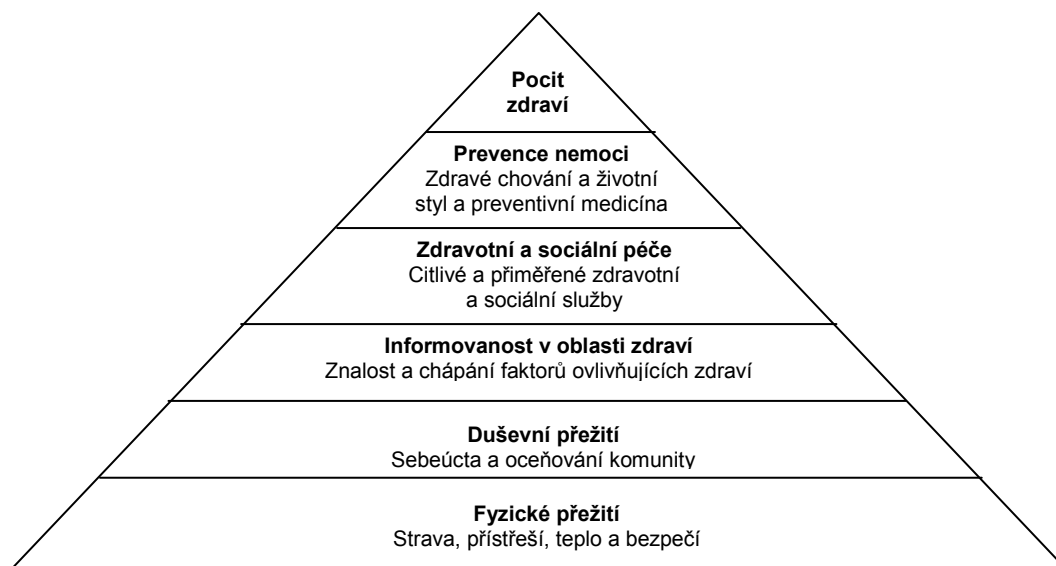 Pocit
zdraví
Prevence nemoci
Zdravé chování a životní
styl a preventivní medicína
Zdravotní a sociální péče
Citlivé a přiměřené zdravotní
a sociální služby
Informovanost v oblasti zdraví
Znalost a chápání faktorů ovlivňujících zdraví
Duševní přežití
Sebeúcta a oceňování komunity
Fyzické přežití
Strava, přístřeší, teplo a bezpečí